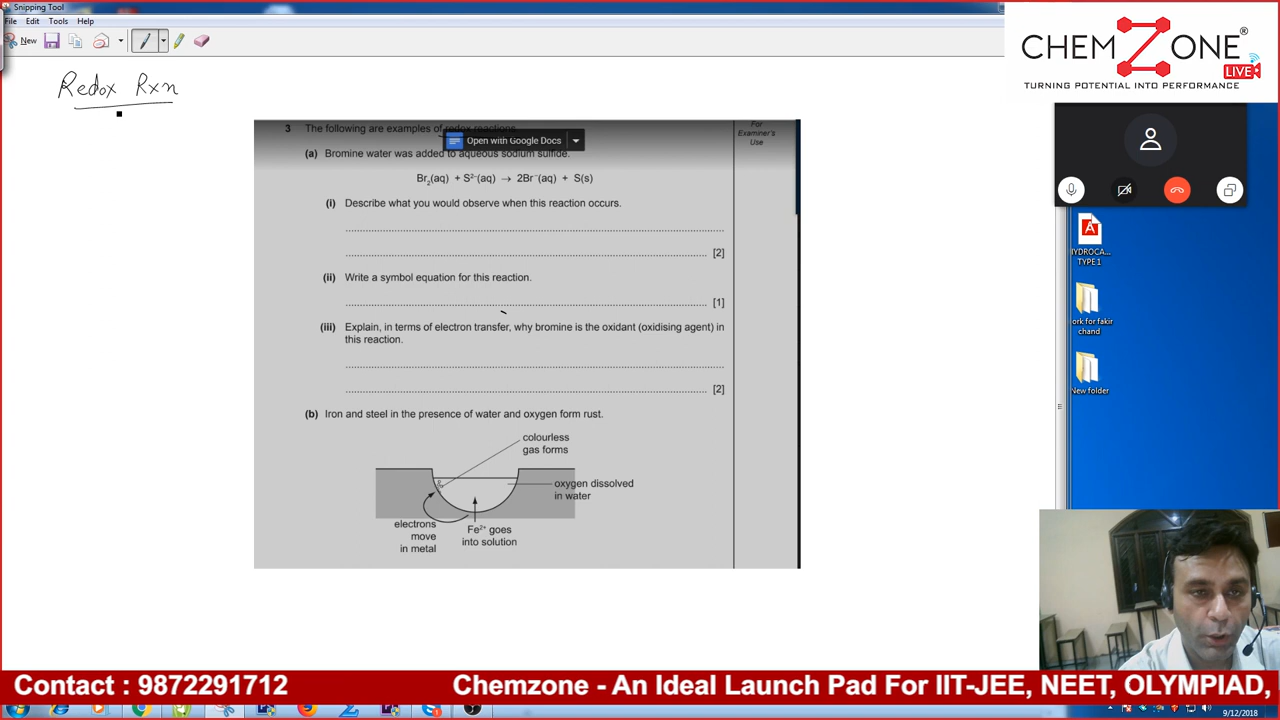 Snipping Tool
File Edit Tools Help
New
CHEMZONE®
LIVE
TURNING POTENTIAL INTO PERFORMANCE
Redox Rxn
3 The following are examples of redox reactions.
Open with Google Docs
For
Examiner's
Use
(a) Bromine water was added to aqueous sodium sulfide.
Br₂(aq) + S²⁻(aq) → 2Br⁻(aq) + S(s)
(i) Describe what you would observe when this reaction occurs.
[2]
(ii) Write a symbol equation for this reaction.
[1]
(iii) Explain, in terms of electron transfer, why bromine is the oxidant (oxidising agent) in
this reaction.
[2]
(b) Iron and steel in the presence of water and oxygen form rust.
colourless
gas forms
oxygen dissolved
in water
electrons
move
in metal
Fe²⁺ goes
into solution
HYDROCA...
TYPE 1
ork for fakir
chand
New folder
Contact : 9872291712
Chemzone - An Ideal Launch Pad For IIT-JEE, NEET, OLYMPIAD,
9/12/2018